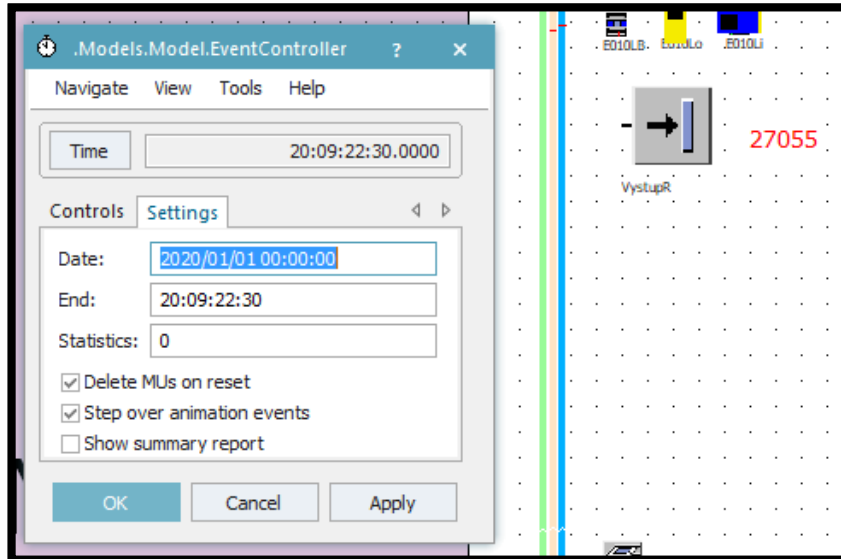 .Models.Model.EventController ? ×
Navigate View Tools Help
Time 20:09:22:30.0000
Controls Settings
Date: 2020/01/01 00:00:00
End: 20:09:22:30
Statistics: 0
Delete MUs on reset
Step over animation events
Show summary report
OK Cancel Apply
E010LB. E010Lo .E010Li
27055
VystupR